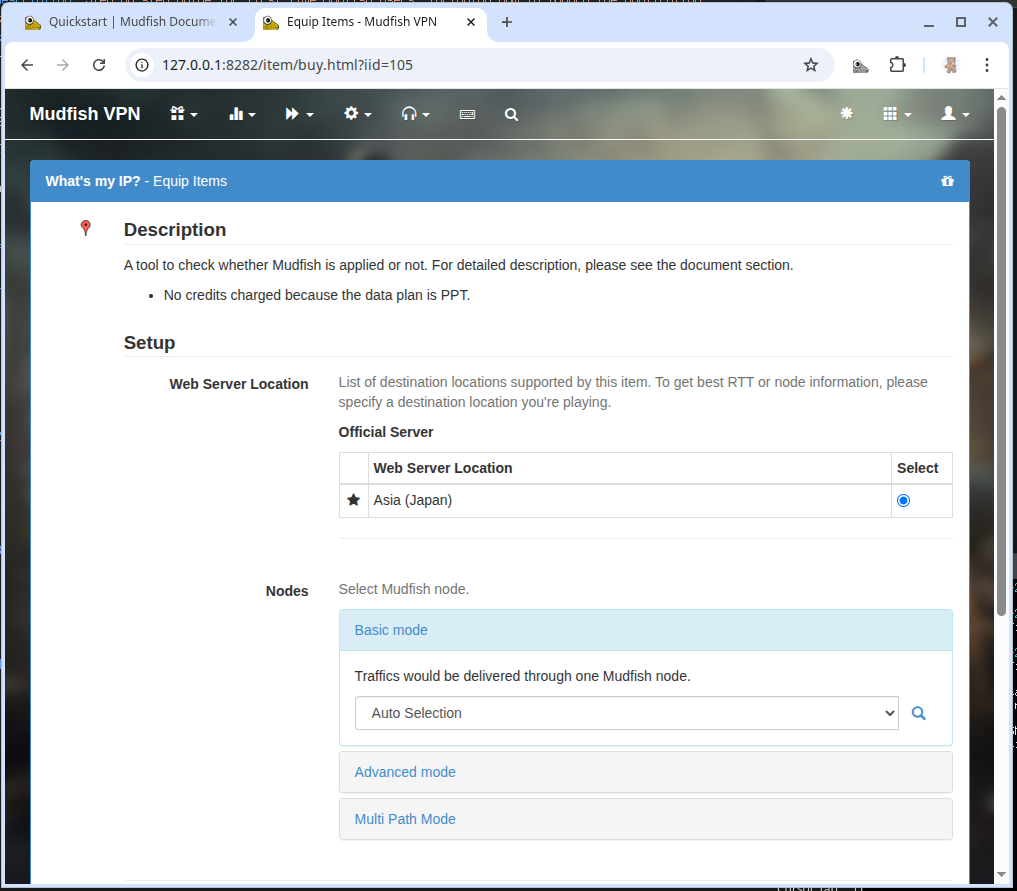 Quickstart | Mudfish Docume
Equip Items - Mudfish VPN
127.0.0.1:8282/item/buy.html?iid=105
Mudfish VPN
What's my IP? - Equip Items
Description
A tool to check whether Mudfish is applied or not. For detailed description, please see the document section.
• No credits charged because the data plan is PPT.
Setup
Web Server Location
List of destination locations supported by this item. To get best RTT or node information, please
specify a destination location you're playing.
Official Server
Web Server Location Select
Asia (Japan)
Nodes
Select Mudfish node.
Basic mode
Traffics would be delivered through one Mudfish node.
Auto Selection
Advanced mode
Multi Path Mode